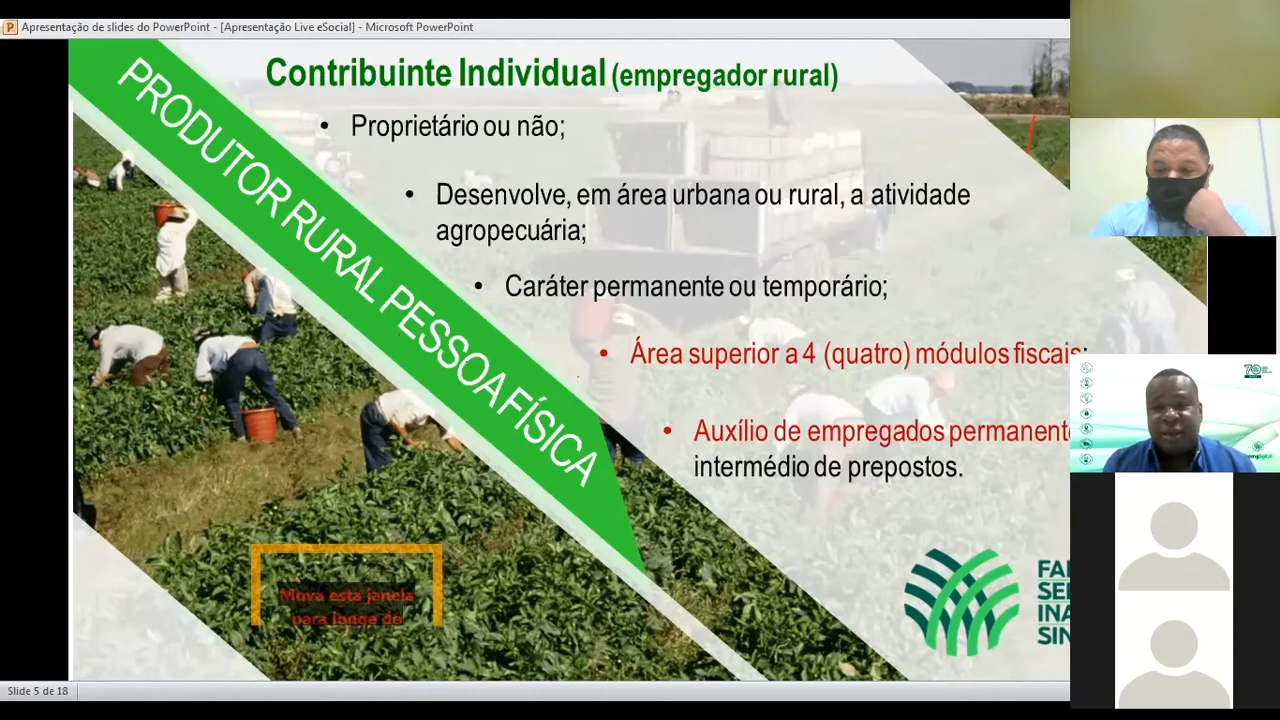 Apresentação de slides do PowerPoint - [Apresentação Live eSocial] - Microsoft PowerPoint
Contribuinte Individual (empregador rural)
PRODUTOR RURAL PESSOA FÍSICA
• Proprietário ou não;
• Desenvolve, em área urbana ou rural, a atividade
agropecuária;
• Caráter permanente ou temporário;
• Área superior a 4 (quatro) módulos fiscais;
• Auxílio de empregados permanent
intermédio de prepostos.
Mova esta janela
para longe do
Slide 5 de 18